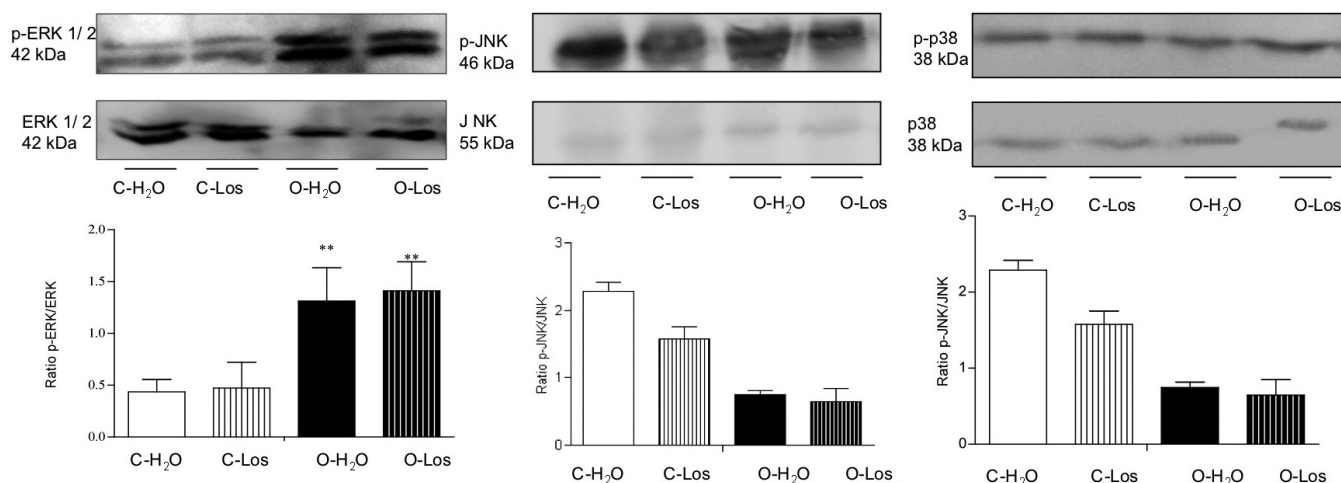 p-ERK 1/ 2
42 kDa
ERK 1/ 2
42 kDa
C-H₂O C-Los O-H₂O O-Los
2.0
1.5
1.0
0.5
0.0
Ratio p-ERK/ERK
** **
C-H₂O C-Los O-H₂O O-Los
p-JNK
46 kDa
J NK
55 kDa
C-H₂O C-Los O-H₂O O-Los
3
2
1
0
Ratio p-JNK/JNK
C-H₂O C-Los O-H₂O O-Los
p-p38
38 kDa
p38
38 kDa
C-H₂O C-Los O-H₂O O-Los
3
2
1
0
Ratio p-JNK/JNK
C-H₂O C-Los O-H₂O O-Los